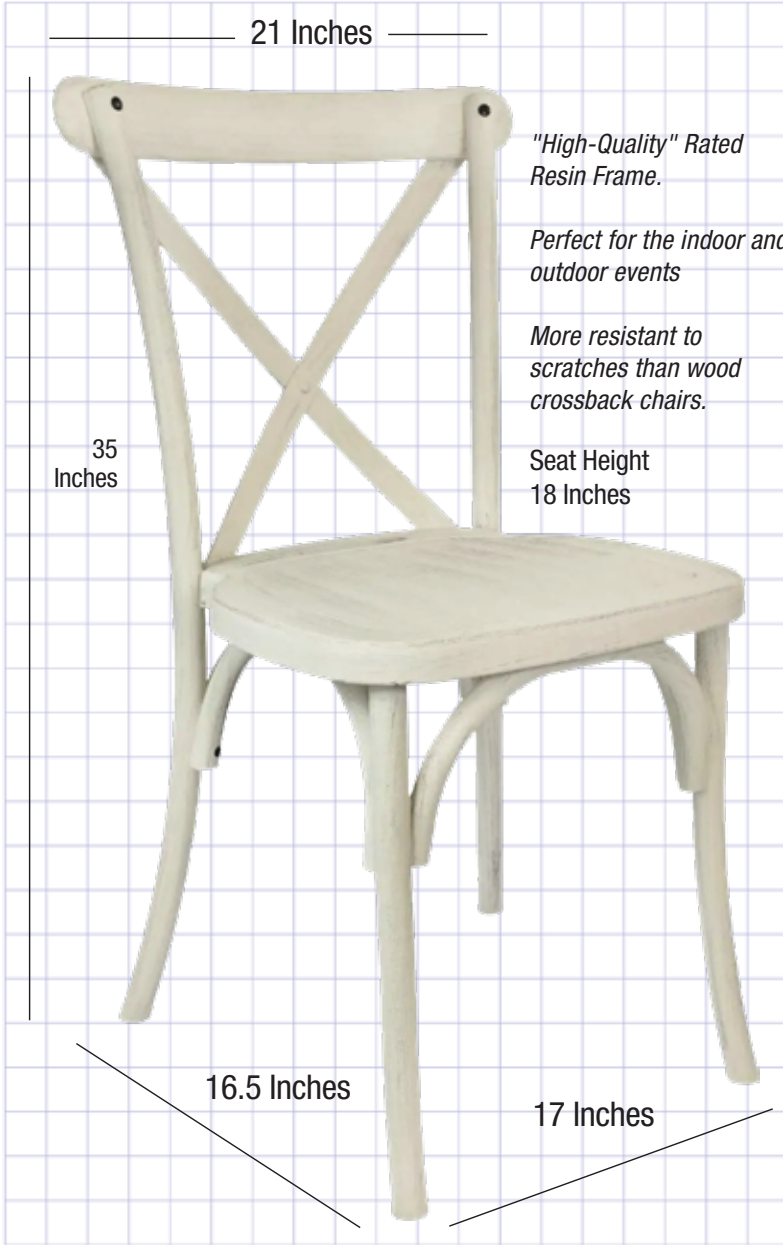 21 Inches
"High-Quality" Rated
Resin Frame.
Perfect for the indoor and
outdoor events
More resistant to
scratches than wood
crossback chairs.
35
Inches
Seat Height
18 Inches
16.5 Inches
17 Inches